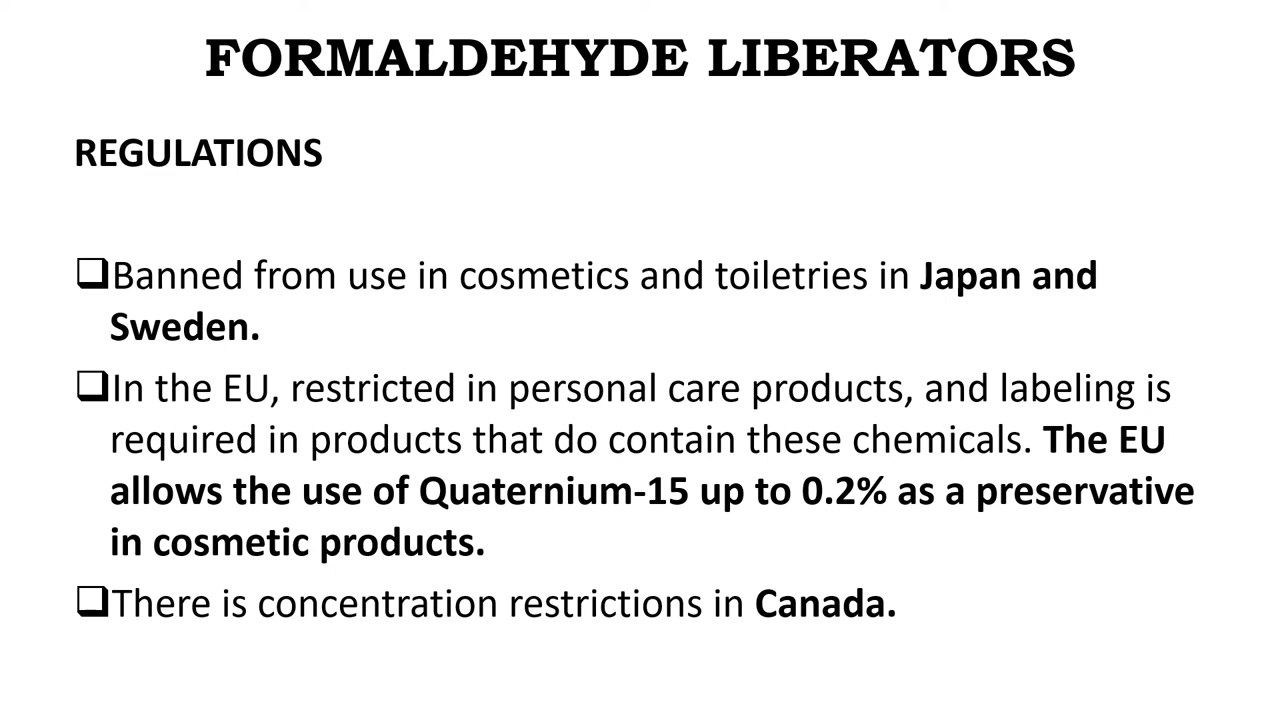 FORMALDEHYDE LIBERATORS
REGULATIONS
❑Banned from use in cosmetics and toiletries in Japan and
Sweden.
❑In the EU, restricted in personal care products, and labeling is
required in products that do contain these chemicals. The EU
allows the use of Quaternium-15 up to 0.2% as a preservative
in cosmetic products.
❑There is concentration restrictions in Canada.